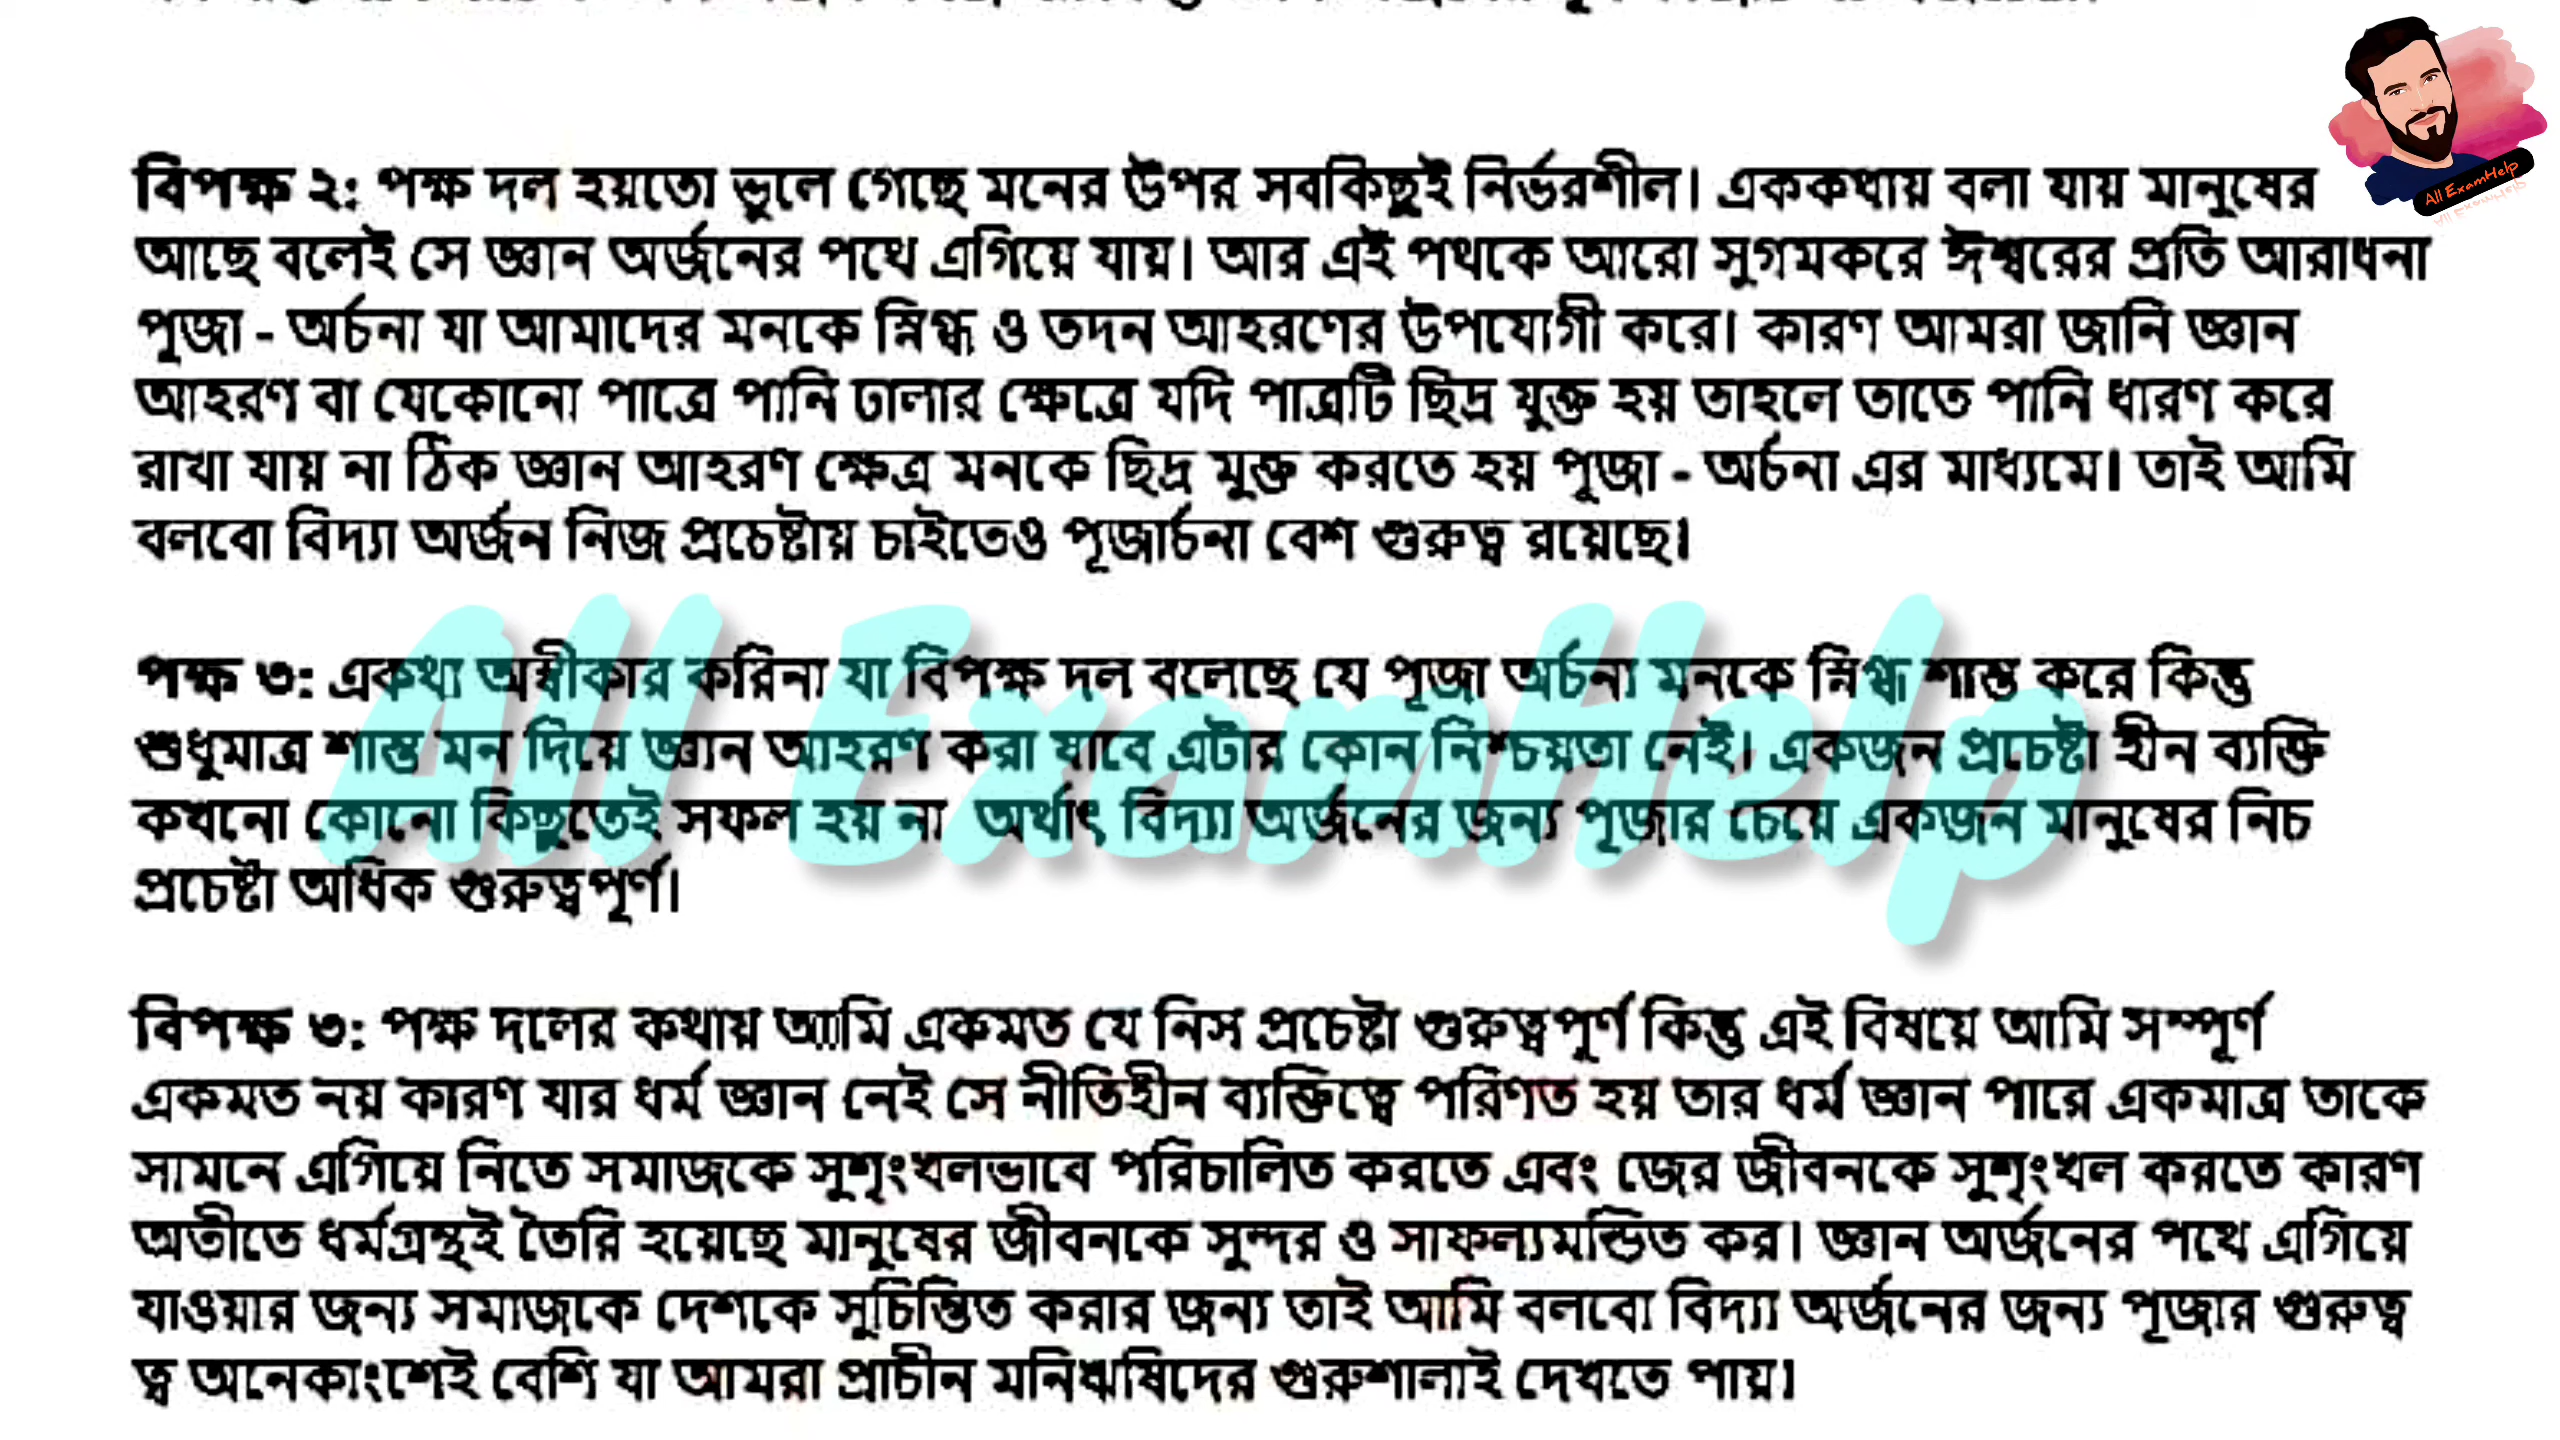 বিপক্ষ ২: পক্ষ দল হয়তো ভুলে গেছে মনের উপর সবকিছুই নির্ভরশীল। এককথায় বলা যায় মানুষের
আছে বলেই সে জ্ঞান অর্জনের পথে এগিয়ে যায়। আর এই পথকে আরো সুগমকরে ঈশ্বরের প্রতি আরাধনা
পূজা - অর্চনা যা আমাদের মনকে স্নিগ্ধ ও তদন আহরণের উপযোগী করে। কারণ আমরা জানি জ্ঞান
আহরণ বা যেকোনো পাত্রে পানি ঢালার ক্ষেত্রে যদি পাত্রটি ছিদ্র যুক্ত হয় তাহলে তাতে পানি ধারণ করে
রাখা যায় না ঠিক জ্ঞান আহরণ ক্ষেত্র মনকে ছিদ্র মুক্ত করতে হয় পূজা - অর্চনা এর মাধ্যমে। তাই আমি
বলবো বিদ্যা অর্জন নিজ প্রচেষ্টায় চাইতেও পূজার্চনা বেশ গুরুত্ব রয়েছে।
পক্ষ ৩: একথা অস্বীকার করিনা যা বিপক্ষ দল বলেছে যে পূজা অর্চনা মনকে স্নিগ্ধ শান্ত করে কিন্তু
শুধুমাত্র শান্ত মন দিয়ে জ্ঞান আহরণ করা যাবে এটার কোন নিশ্চয়তা নেই। একজন প্রচেষ্টা হীন ব্যক্তি
কখনো কোনো কিছুতেই সফল হয় না অর্থাৎ বিদ্যা অর্জনের জন্য পূজার চেয়ে একজন মানুষের নিচ
প্রচেষ্টা অধিক গুরুত্বপূর্ণ।
All ExamHelp
বিপক্ষ ৩: পক্ষ দলের কথায় আমি একমত যে নিস প্রচেষ্টা গুরুত্বপূর্ণ কিন্তু এই বিষয়ে আমি সম্পূর্ণ
একমত নয় কারণ যার ধর্ম জ্ঞান নেই সে নীতিহীন ব্যক্তিত্বে পরিণত হয় তার ধর্ম জ্ঞান পারে একমাত্র তাকে
সামনে এগিয়ে নিতে সমাজকে সুশৃংখলভাবে পরিচালিত করতে এবং জের জীবনকে সুশৃংখল করতে কারণ
অতীতে ধর্মগ্রন্থই তৈরি হয়েছে মানুষের জীবনকে সুন্দর ও সাফল্যমন্ডিত কর। জ্ঞান অর্জনের পথে এগিয়ে
যাওয়ার জন্য সমাজকে দেশকে সুচিন্তিত করার জন্য তাই আমি বলবো বিদ্যা অর্জনের জন্য পূজার গুরুত্ব
ত্ব অনেকাংশেই বেশি যা আমরা প্রাচীন মনিঋষিদের গুরুশালাই দেখতে পায়।
All ExamHelp